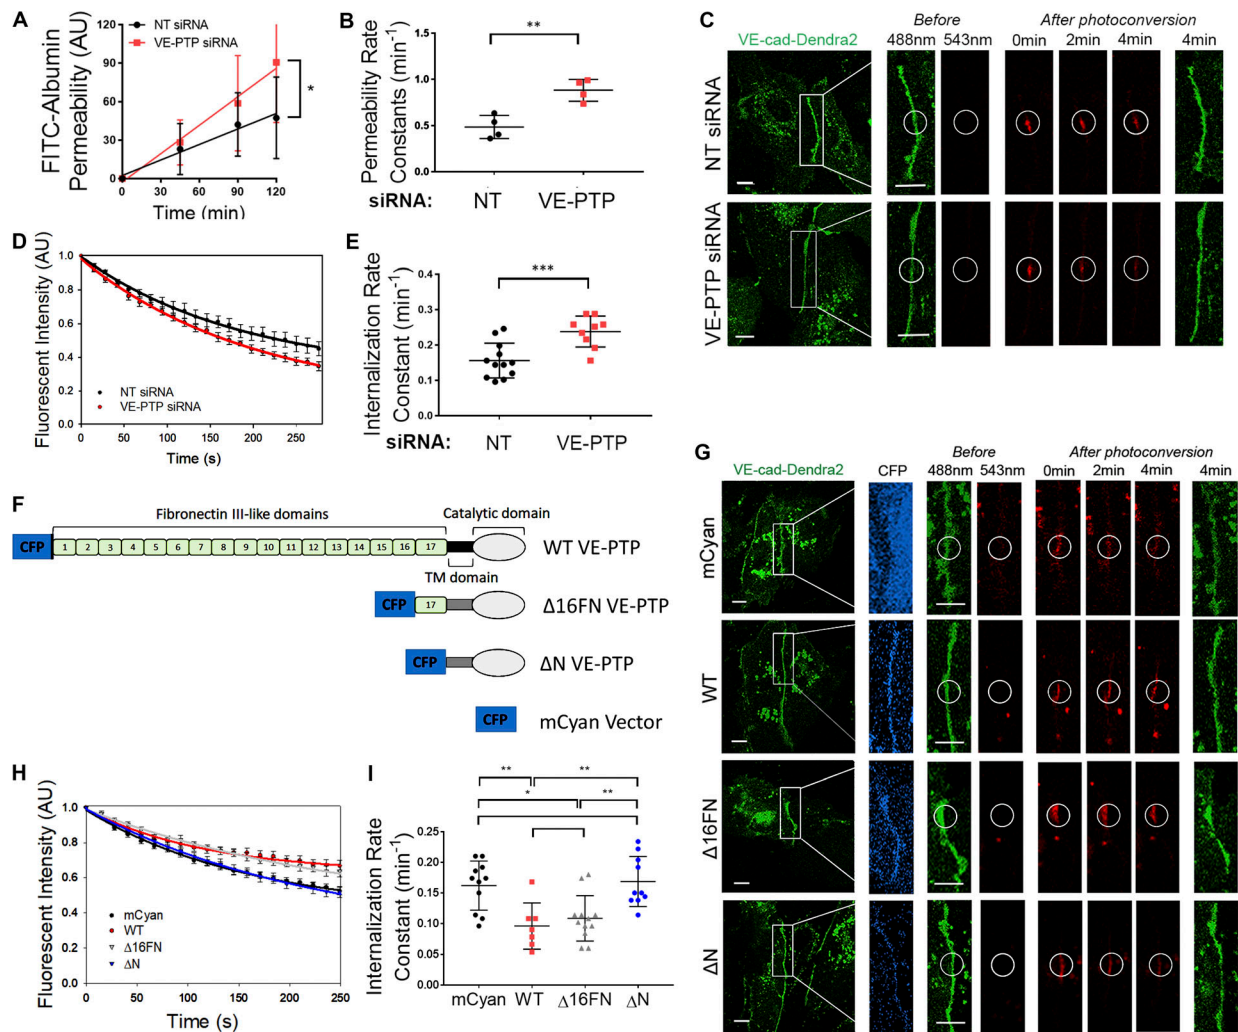 A
NT siRNA
VE-PTP siRNA
FITC-Albumin
Permeability (AU)
120
90
60
30
0
*
0 30 60 90 120
Time (min)
B
Permeability Rate
Constants (min-1)
1.5
1.0
0.5
0.0
**
siRNA: NT VE-PTP
C
VE-cad-Dendra2
Before
After photoconversion
488nm 543nm 0min 2min 4min 4min
NT siRNA
VE-PTP siRNA
D
Fluorescent Intensity (AU)
1.0
0.8
0.6
0.4
0.2
0.0
NT siRNA
VE-PTP siRNA
0 50 100 150 200 250
Time (s)
E
Internalization Rate
Constant (min-1)
0.4
0.3
0.2
0.1
0.0
***
siRNA: NT VE-PTP
F
Fibronectin III-like domains
Catalytic domain
CFP 1 2 3 4 5 6 7 8 9 10 11 12 13 14 15 16 17 WT VE-PTP
TM domain
CFP 17 Δ16FN VE-PTP
CFP ΔN VE-PTP
CFP mCyan Vector
G
VE-cad-Dendra2
CFP
Before
After photoconversion
488nm 543nm 0min 2min 4min 4min
mCyan
WT
Δ16FN
ΔN
H
Fluorescent Intensity (AU)
1.0
0.8
0.6
0.4
0.2
0.0
mCyan
WT
Δ16FN
ΔN
0 50 100 150 200 250
Time (s)
I
Internalization Rate
Constant (min-1)
** **
* **
0.25
0.20
0.15
0.10
0.05
0.00
mCyan WT Δ16FN ΔN